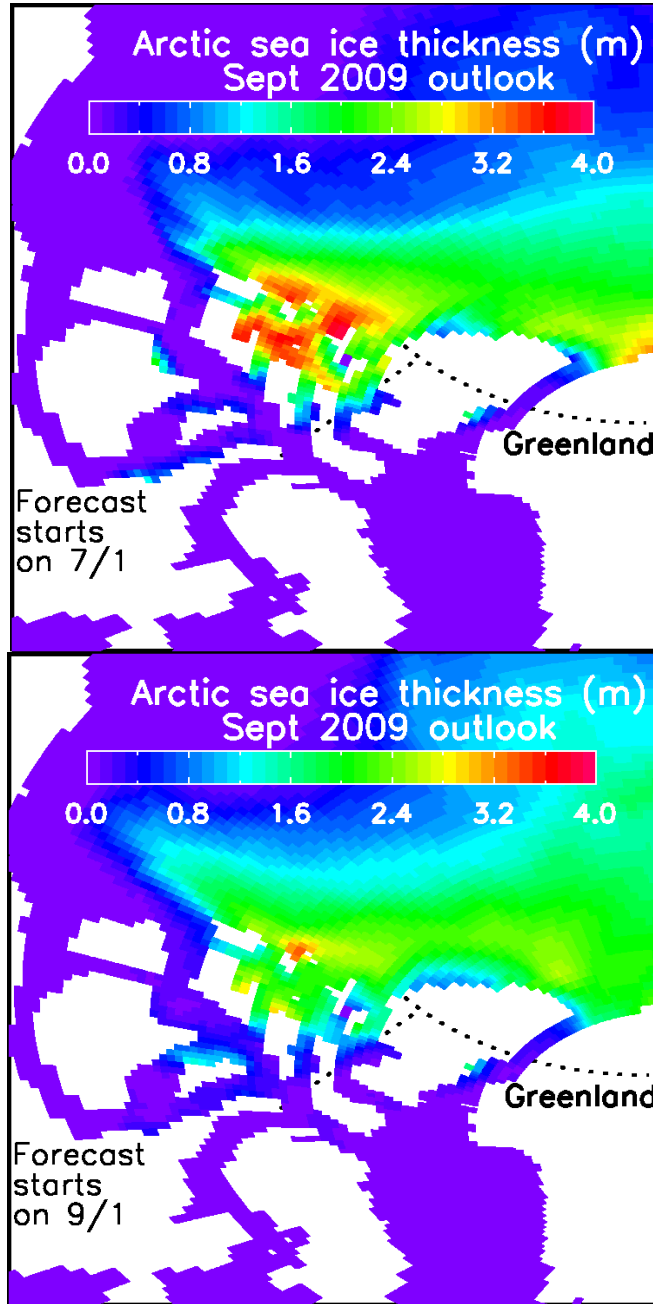 Arctic sea ice thickness (m)
Sept 2009 outlook
0.0 0.8 1.6 2.4 3.2 4.0
Greenland
Forecast
starts
on 7/1
Arctic sea ice thickness (m)
Sept 2009 outlook
0.0 0.8 1.6 2.4 3.2 4.0
Greenland
Forecast
starts
on 9/1